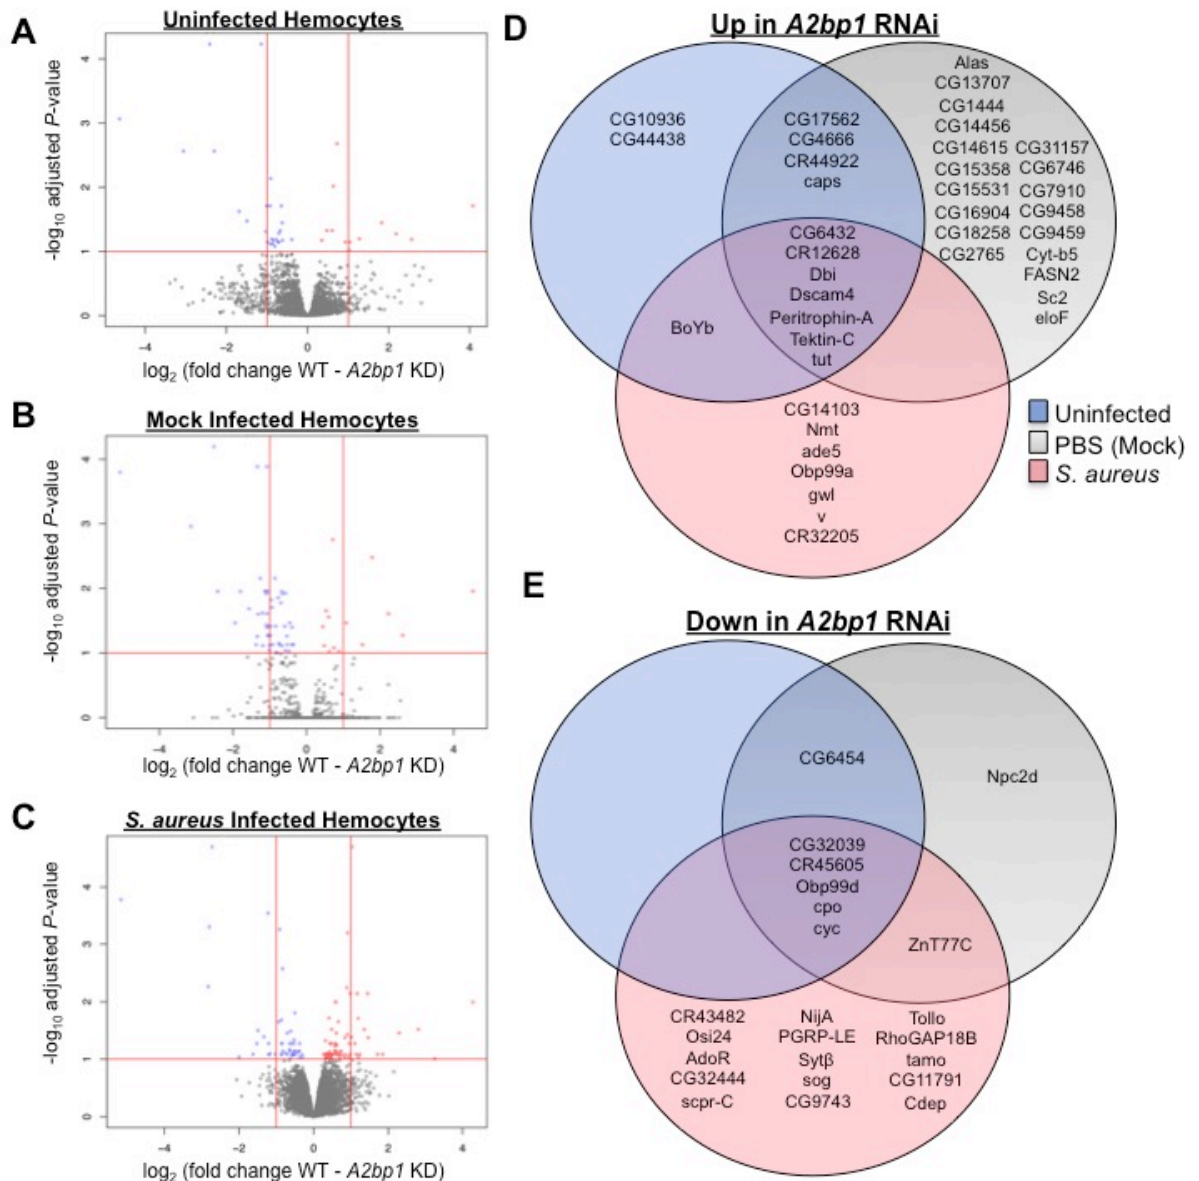 A
Uninfected Hemocytes
-log10 adjusted P-value
4
3
2
1
0
−4
−2
0
2
4
log2 (fold change WT - A2bp1 KD)
B
Mock Infected Hemocytes
-log10 adjusted P-value
4
3
2
1
0
−4
−2
0
2
4
log2 (fold change WT - A2bp1 KD)
C
S. aureus Infected Hemocytes
-log10 adjusted P-value
4
3
2
1
0
−4
−2
0
2
4
log2 (fold change WT - A2bp1 KD)
D
Up in A2bp1 RNAi
CG10936
CG44438
CG17562
CG4666
CR44922
caps
Alas
CG13707
CG1444
CG14456
CG14615
CG15358
CG15531
CG16904
CG18258
CG2765
CG31157
CG6746
CG7910
CG9458
CG9459
Cyt-b5
FASN2
Sc2
eloF
CG6432
CR12628
Dbi
Dscam4
Peritrophin-A
Tektin-C
tut
BoYb
CG14103
Nmt
ade5
Obp99a
gwl
v
CR32205
Uninfected
PBS (Mock)
S. aureus
E
Down in A2bp1 RNAi
CG6454
Npc2d
CG32039
CR45605
Obp99d
cpo
cyc
ZnT77C
CR43482
Osi24
AdoR
CG32444
scpr-C
NijA
PGRP-LE
Sytβ
sog
CG9743
Tollo
RhoGAP18B
tamo
CG11791
Cdep